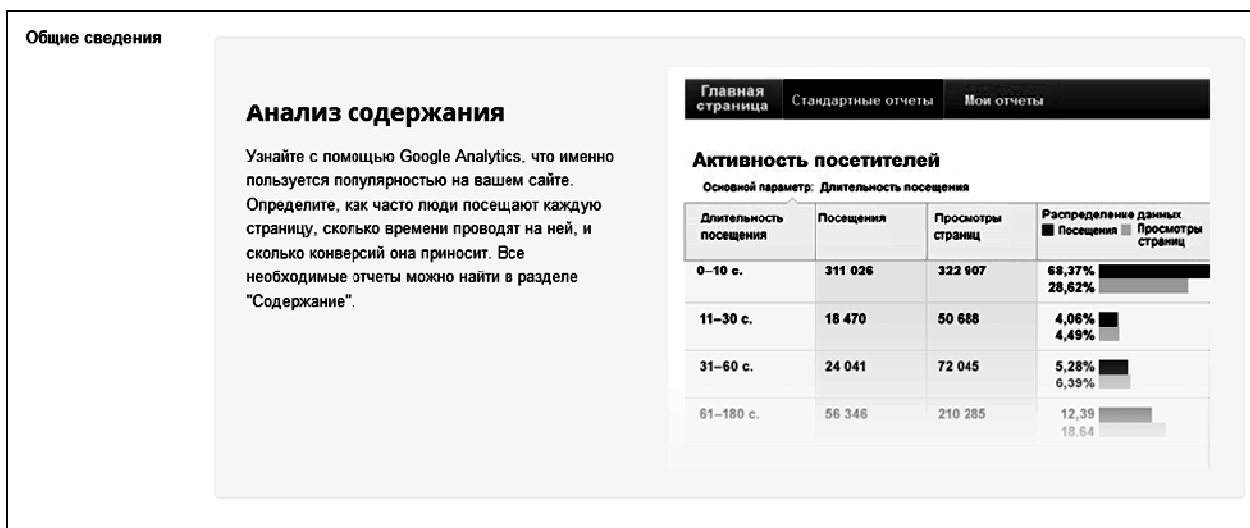 Общие сведения
Анализ содержания
Узнайте с помощью Google Analytics, что именно
пользуется популярностью на вашем сайте.
Определите, как часто люди посещают каждую
страницу, сколько времени проводят на ней, и
сколько конверсий она приносит. Все
необходимые отчеты можно найти в разделе
"Содержание".
Главная
страница
Стандартные отчеты
Мои отчеты
Активность посетителей
Основной параметр: Длительность посещения
Длительность
посещения
Посещения
Просмотры
страниц
Распределение данных
Посещения
Просмотры
страниц
0–10 с. 311 026 322 907 68,37%
28,62%
11–30 с. 18 470 50 688 4,06%
4,49%
31–60 с. 24 041 72 045 5,28%
6,39%
61–180 с. 56 346 210 285 12,39
18,64